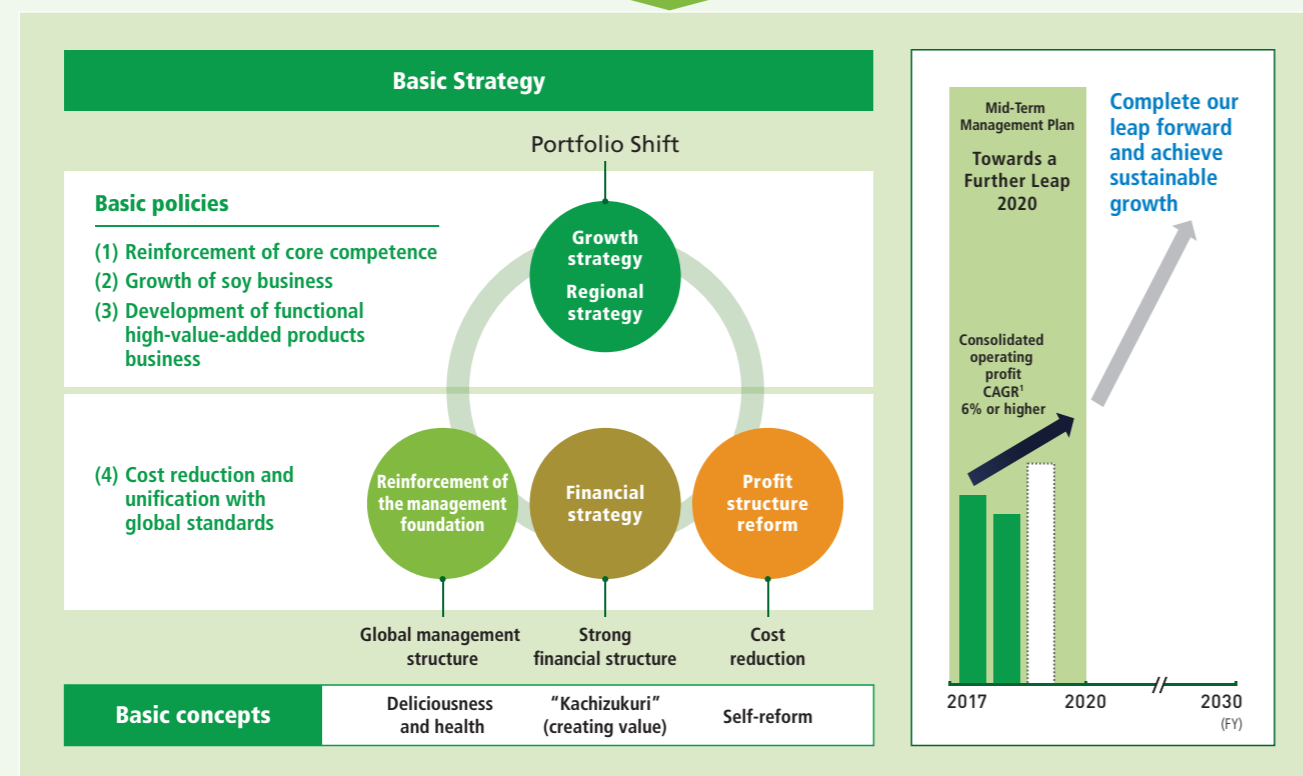 Basic Strategy
Portfolio Shift
Basic policies
(1) Reinforcement of core competence
(2) Growth of soy business
(3) Development of functional
high-value-added products
business
Growth
strategy
Regional
strategy
(4) Cost reduction and
unification with
global standards
Reinforcement of
the management
foundation
Financial
strategy
Profit
structure
reform
Global management
structure
Strong
financial structure
Cost
reduction
Basic concepts
Deliciousness
and health
“Kachizukuri”
(creating value)
Self-reform
Mid-Term
Management Plan
Towards a
Further Leap
2020
Complete our
leap forward
and achieve
sustainable
growth
Consolidated
operating
profit
CAGR¹
6% or higher
2017
2020
2030
(FY)